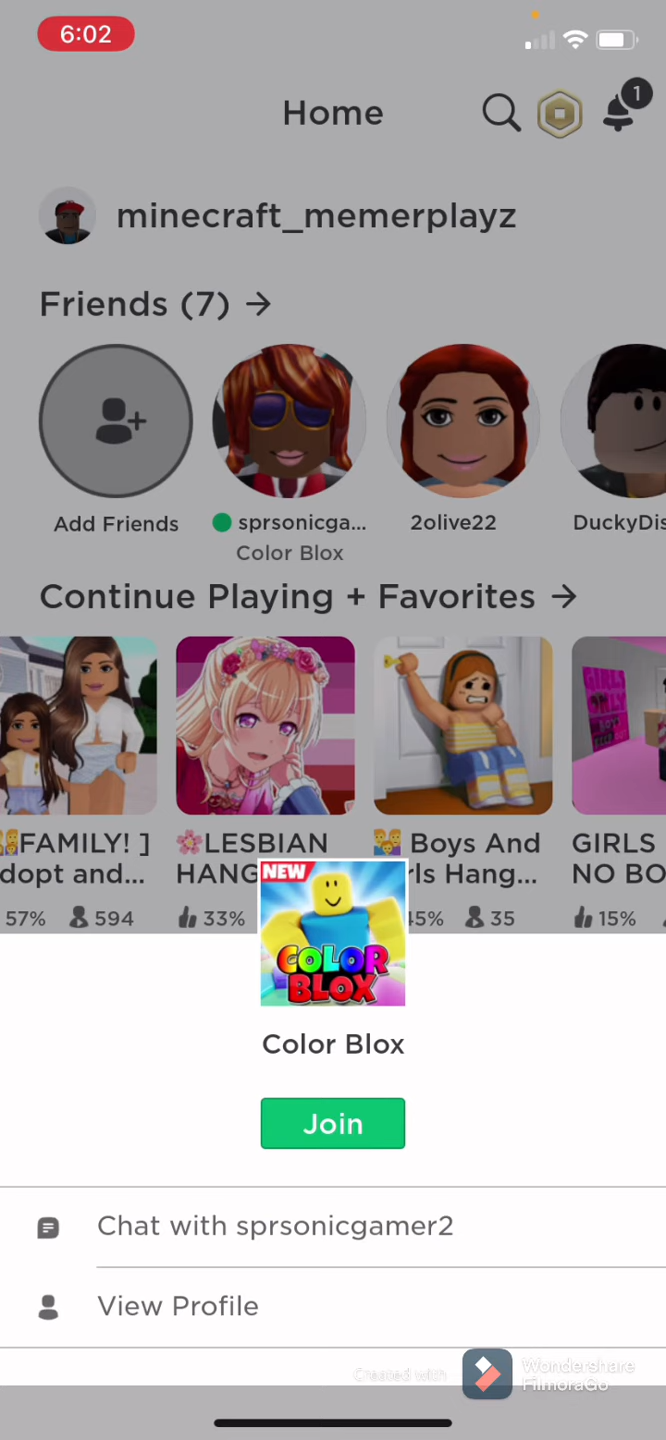 6:02
Home
1
minecraft_memerplayz
Friends (7) →
Add Friends
sprsonicga...
Color Blox
2olive22
DuckyDis
Continue Playing + Favorites →
FAMILY! ]
dopt and...
57% 594
🌸LESBIAN
HANG
33%
Boys And
rls Hang...
45% 35
GIRLS
NO BO
15%
NEW
COLOR
BLOX
Color Blox
Join
Chat with sprsonicgamer2
View Profile
Created with
Wondershare
FilmoraGo